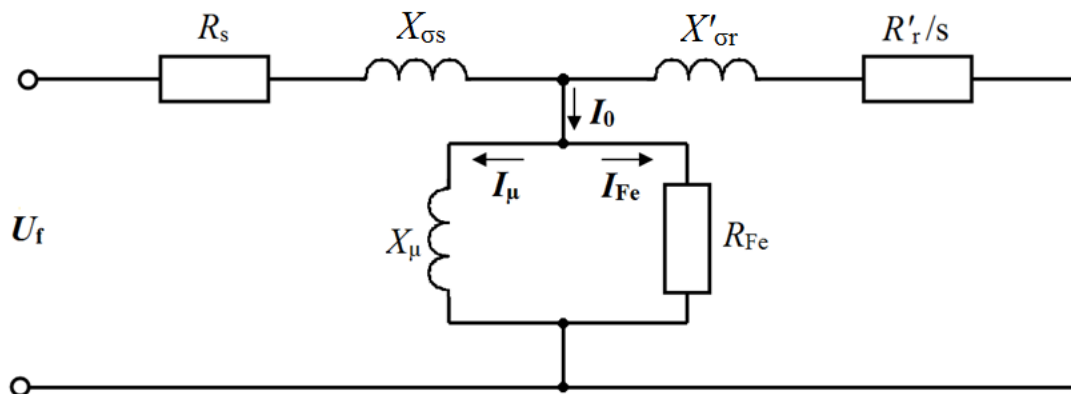 Rs Xσs X′σr R′r/s
I0
Iμ IFe
Uf Xμ RFe